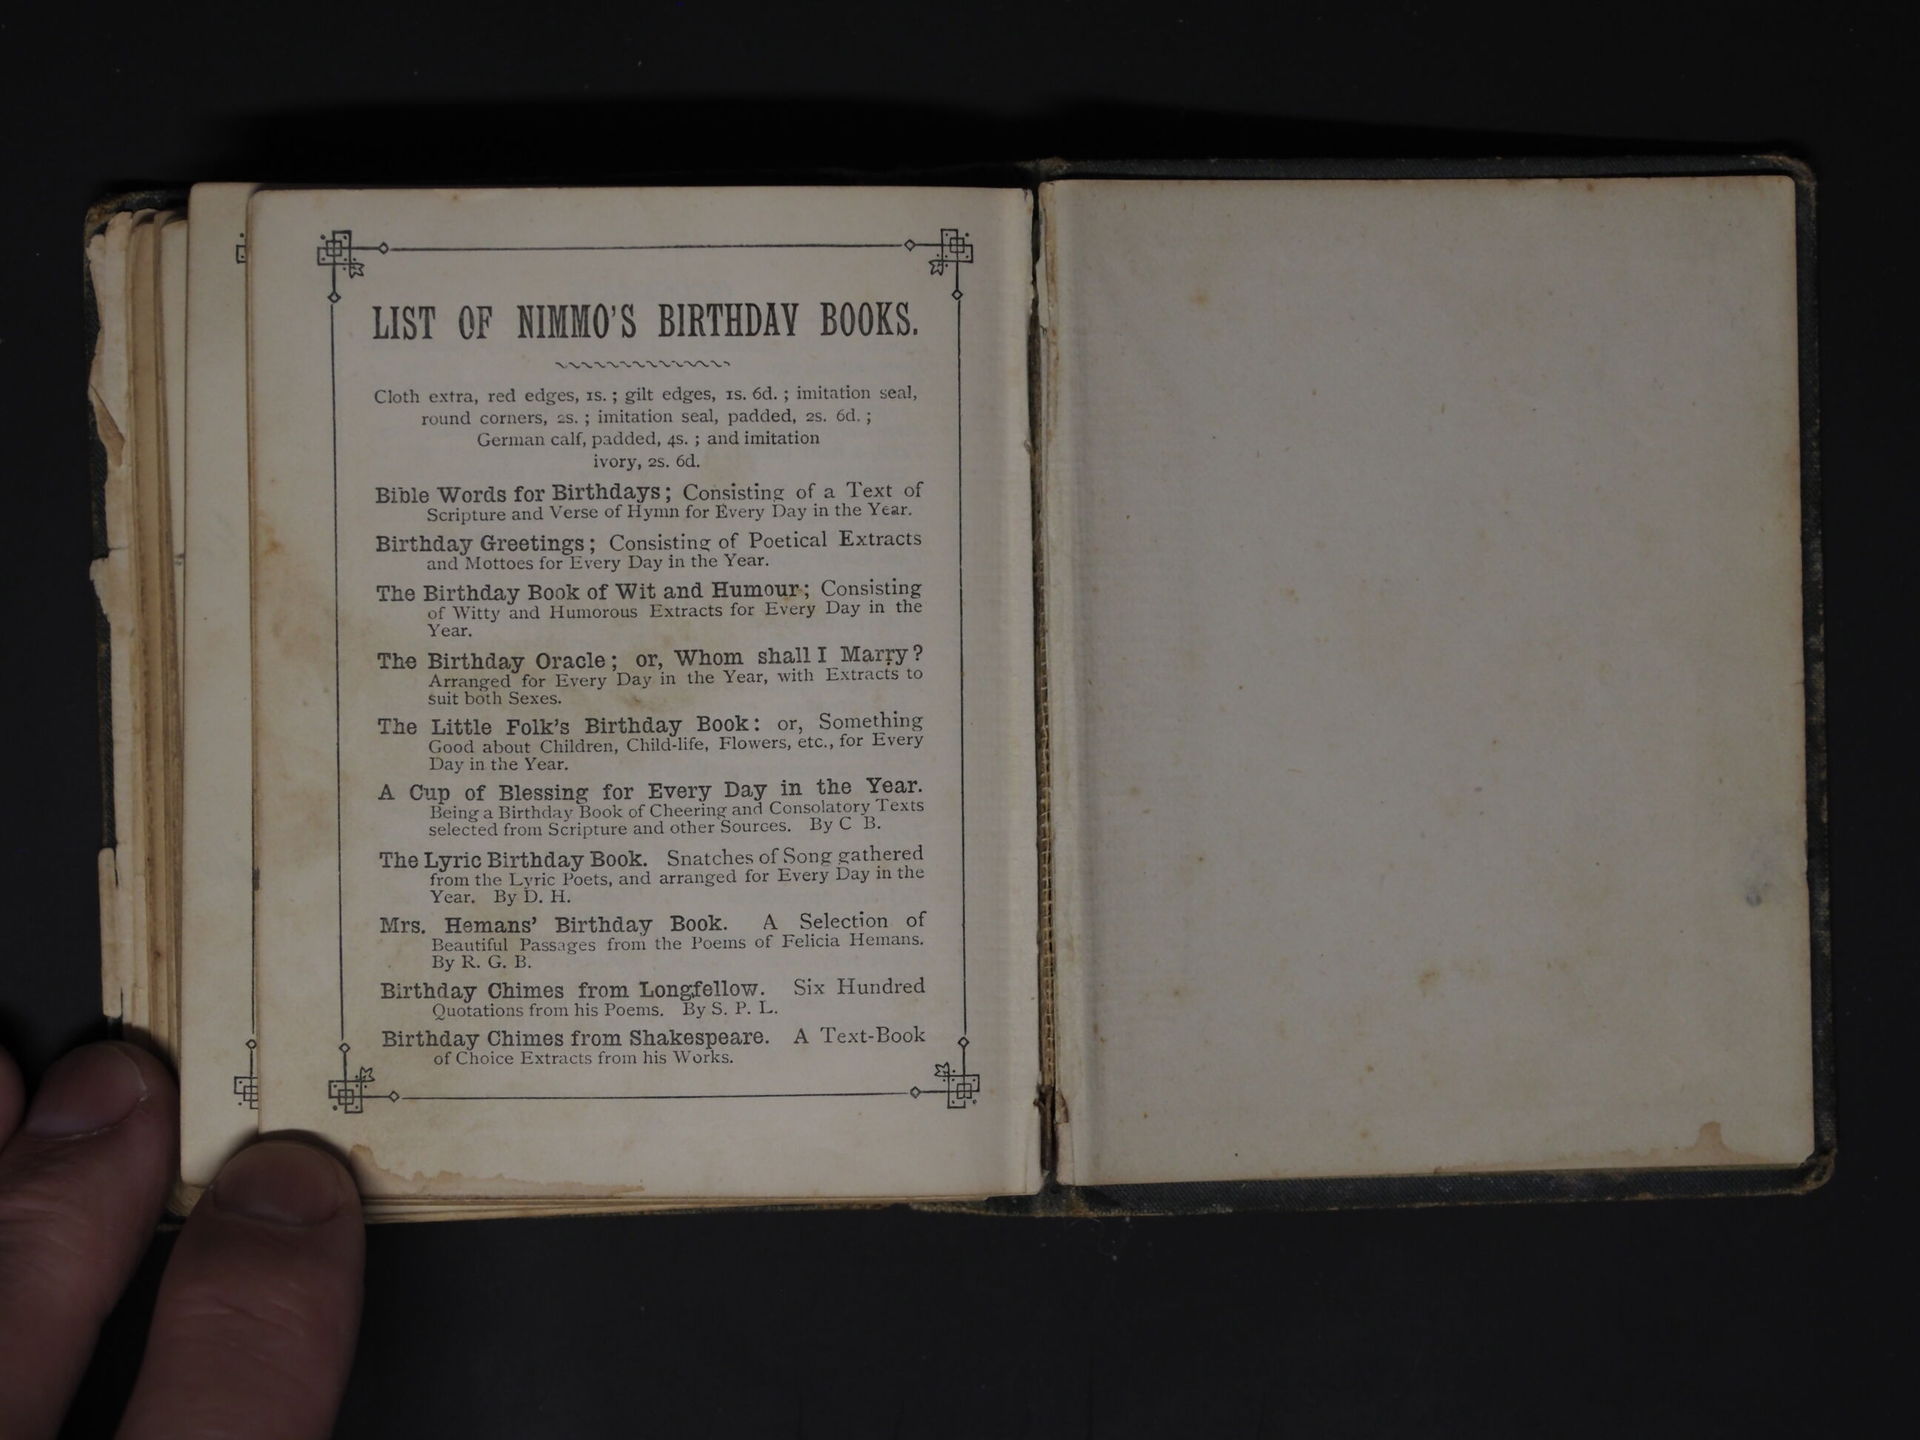 LIST OF NIMMO'S BIRTHDAY BOOKS.
Cloth extra, red edges, 1s. ; gilt edges, 1s. 6d. ; imitation seal,
round corners, 2s. ; imitation seal, padded, 2s. 6d. ;
German calf, padded, 4s. ; and imitation
ivory, 2s. 6d.
Bible Words for Birthdays; Consisting of a Text of
Scripture and Verse of Hymn for Every Day in the Year.
Birthday Greetings; Consisting of Poetical Extracts
and Mottoes for Every Day in the Year.
The Birthday Book of Wit and Humour; Consisting
of Witty and Humorous Extracts for Every Day in the
Year.
The Birthday Oracle; or, Whom shall I Marry?
Arranged for Every Day in the Year, with Extracts to
suit both Sexes.
The Little Folk's Birthday Book: or, Something
Good about Children, Child-life, Flowers, etc., for Every
Day in the Year.
A Cup of Blessing for Every Day in the Year.
Being a Birthday Book of Cheering and Consolatory Texts
selected from Scripture and other Sources. By C B.
The Lyric Birthday Book. Snatches of Song gathered
from the Lyric Poets, and arranged for Every Day in the
Year. By D. H.
Mrs. Hemans' Birthday Book. A Selection of
Beautiful Passages from the Poems of Felicia Hemans.
By R. G. B.
Birthday Chimes from Longfellow. Six Hundred
Quotations from his Poems. By S. P. L.
Birthday Chimes from Shakespeare. A Text-Book
of Choice Extracts from his Works.